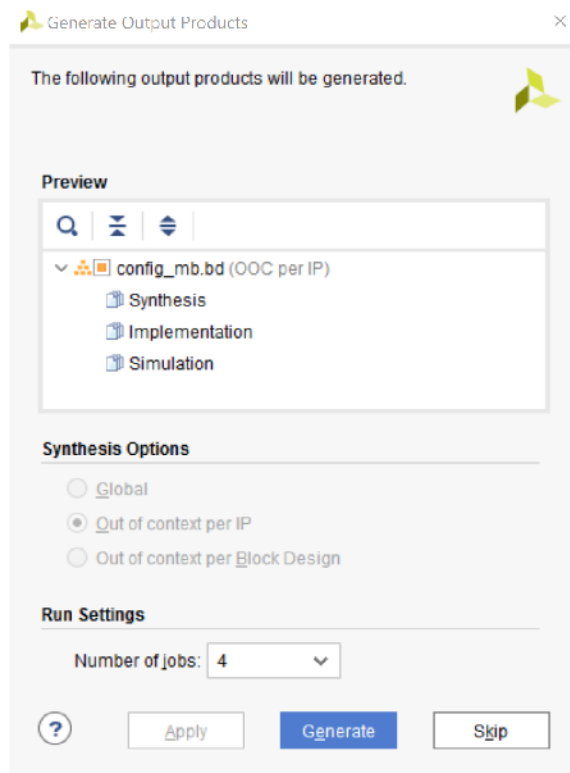 Generate Output Products
The following output products will be generated.
Preview
config_mb.bd (OOC per IP)
Synthesis
Implementation
Simulation
Synthesis Options
Global
Out of context per IP
Out of context per Block Design
Run Settings
Number of jobs: 4
? Apply Generate Skip